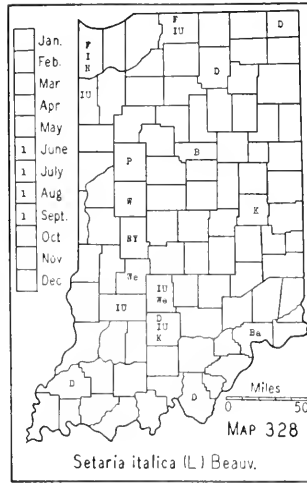 Jan.
Feb.
Mar
Apr
May
1 June
1 July
1 Aug
1 Sept.
Oct
Nov
Dec
F
I
N
IU
F
IU
D
D
P
B
W
K
NY
We
IU
We
IU
D
IU
K
Ba
D
D
Miles
0 50
MAP 328
Setaria italica (L.) Beauv.